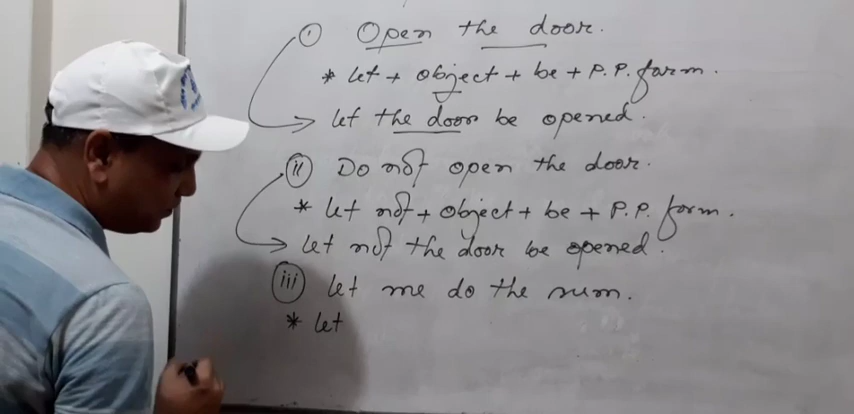 (i) Open the door.
* let + object + be + P.P. form.
let the door be opened.
(ii) Do not open the door.
* let not + object + be + P.P. form.
let not the door be opened.
(iii) let me do the sum.
* let